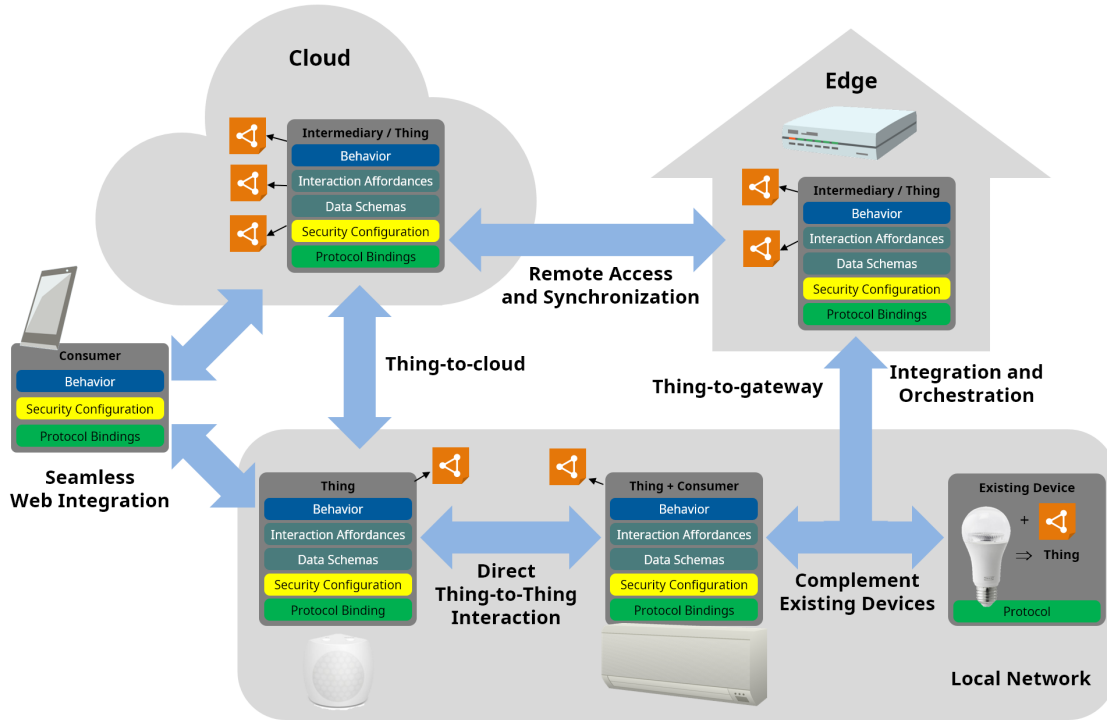 Cloud
Intermediary / Thing
Behavior
Interaction Affordances
Data Schemas
Security Configuration
Protocol Bindings
Edge
Intermediary / Thing
Behavior
Interaction Affordances
Data Schemas
Security Configuration
Protocol Bindings
Remote Access
and Synchronization
Consumer
Behavior
Security Configuration
Protocol Bindings
Seamless
Web Integration
Thing-to-cloud
Thing-to-gateway
Integration and
Orchestration
Thing
Behavior
Interaction Affordances
Data Schemas
Security Configuration
Protocol Binding
Direct
Thing-to-Thing
Interaction
Thing + Consumer
Behavior
Interaction Affordances
Data Schemas
Security Configuration
Protocol Bindings
Complement
Existing Devices
Existing Device
+
⇒ Thing
Protocol
Local Network